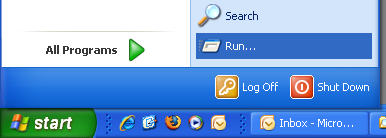 Search
All Programs
Run...
Log Off
Shut Down
start
Inbox - Micro...